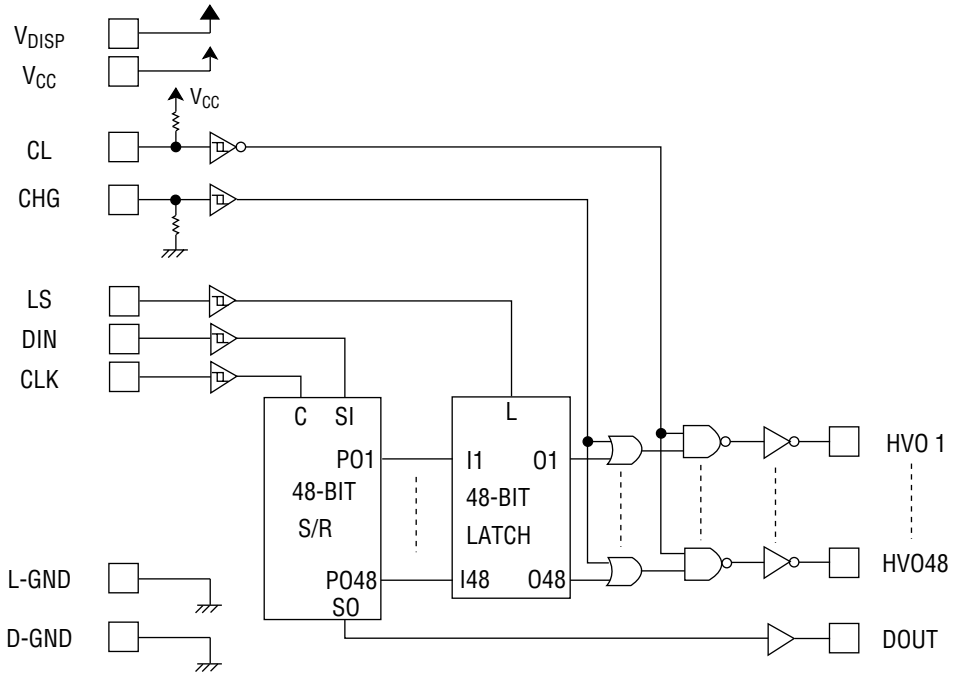 VDISP
VCC
VCC
CL
CHG
LS
DIN
CLK
C SI
L
PO1
I1 O1
HVO 1
48-BIT
S/R
48-BIT
LATCH
PO48
I48 O48
HVO48
SO
L-GND
D-GND
DOUT